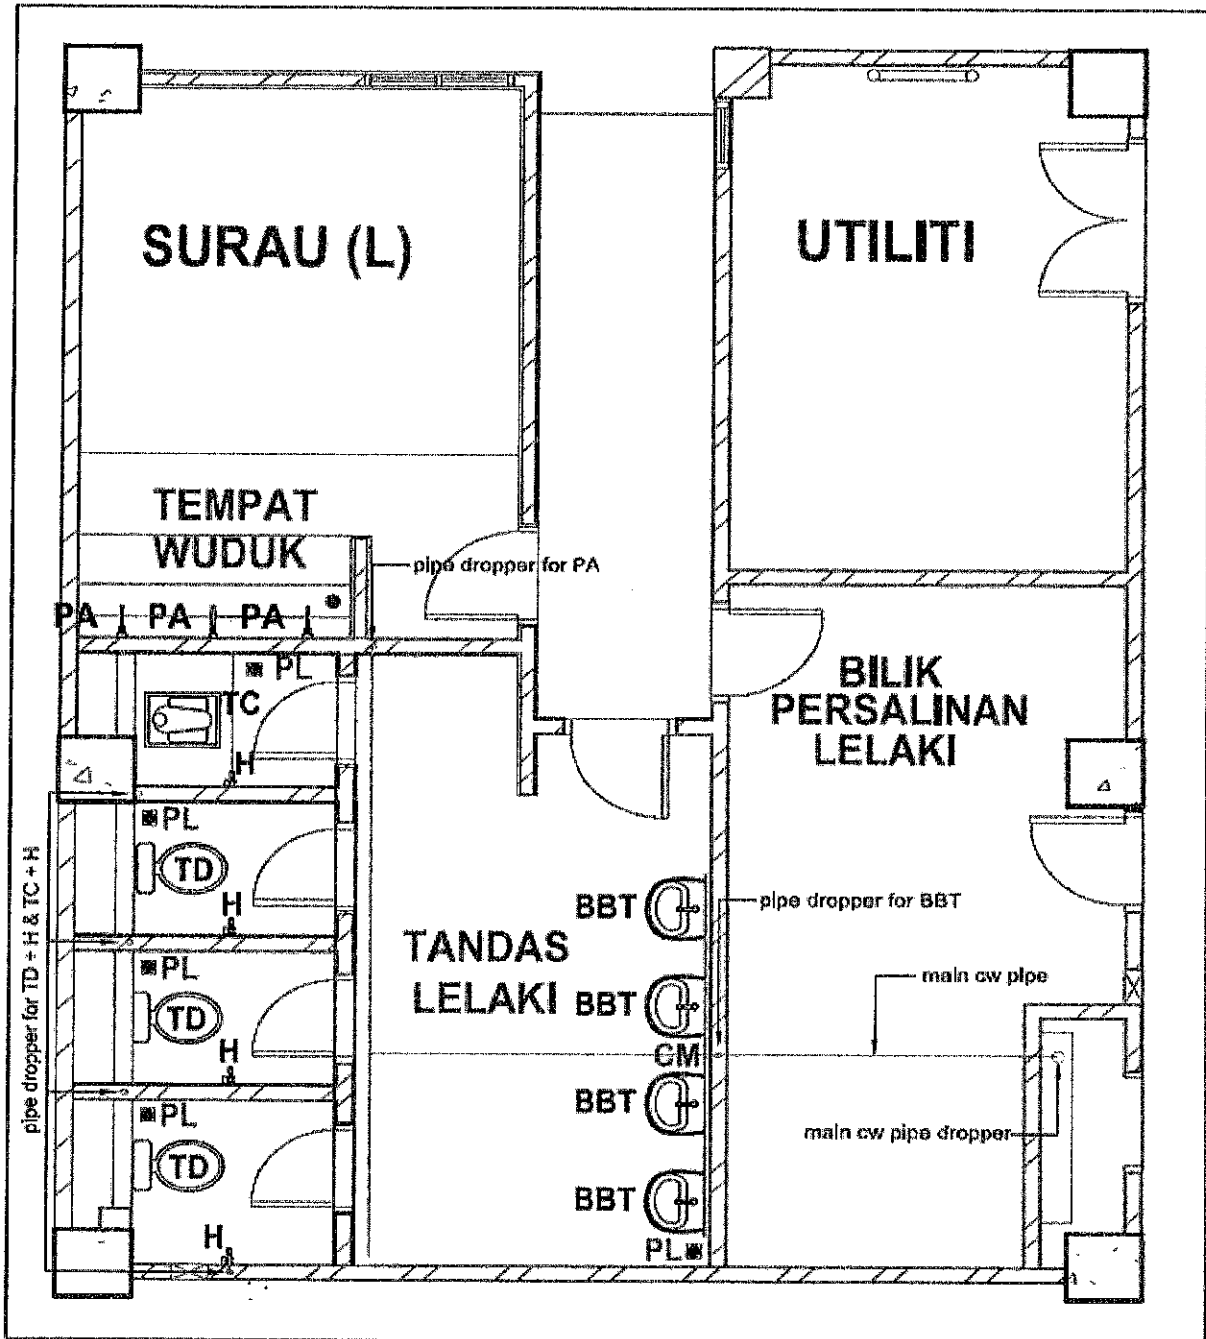 SURAU (L)
UTILITI
TEMPAT
WUDUK
pipe dropper for PA
PA PA PA
PL
TC
H
BILIK
PERSALINAN
LELAKI
PL
TD
H
pipe dropper for TD + H & TC + H
BBT
pipe dropper for BBT
TANDAS
LELAKI
PL
TD
H
BBT
main cw pipe
CM
BBT
PL
TD
main cw pipe dropper
BBT
H
PL